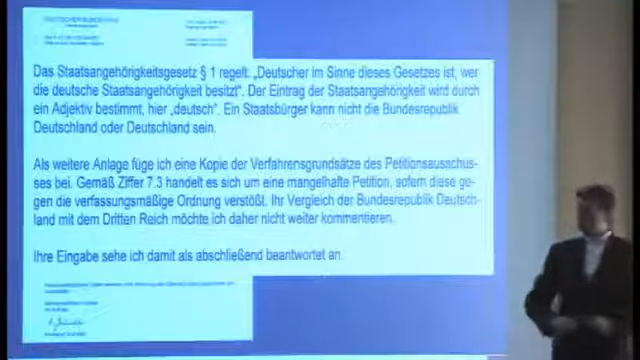 DEUTSCHER BUNDESTAG
Das Staatsangehörigkeitsgesetz § 1 regelt: „Deutscher im Sinne dieses Gesetzes ist, wer
die deutsche Staatsangehörigkeit besitzt“. Der Eintrag der Staatsangehörigkeit wird durch
ein Adjektiv bestimmt, hier „deutsch“. Ein Staatsbürger kann nicht die Bundesrepublik
Deutschland oder Deutschland sein.
Als weitere Anlage füge ich eine Kopie der Verfahrensgrundsätze des Petitionsausschus-
ses bei. Gemäß Ziffer 7.3 handelt es sich um eine mangelhafte Petition, sofern diese ge-
gen die verfassungsmäßige Ordnung verstößt. Ihr Vergleich der Bundesrepublik Deutsch-
land mit dem Dritten Reich möchte ich daher nicht weiter kommentieren.
Ihre Eingabe sehe ich damit als abschließend beantwortet an.